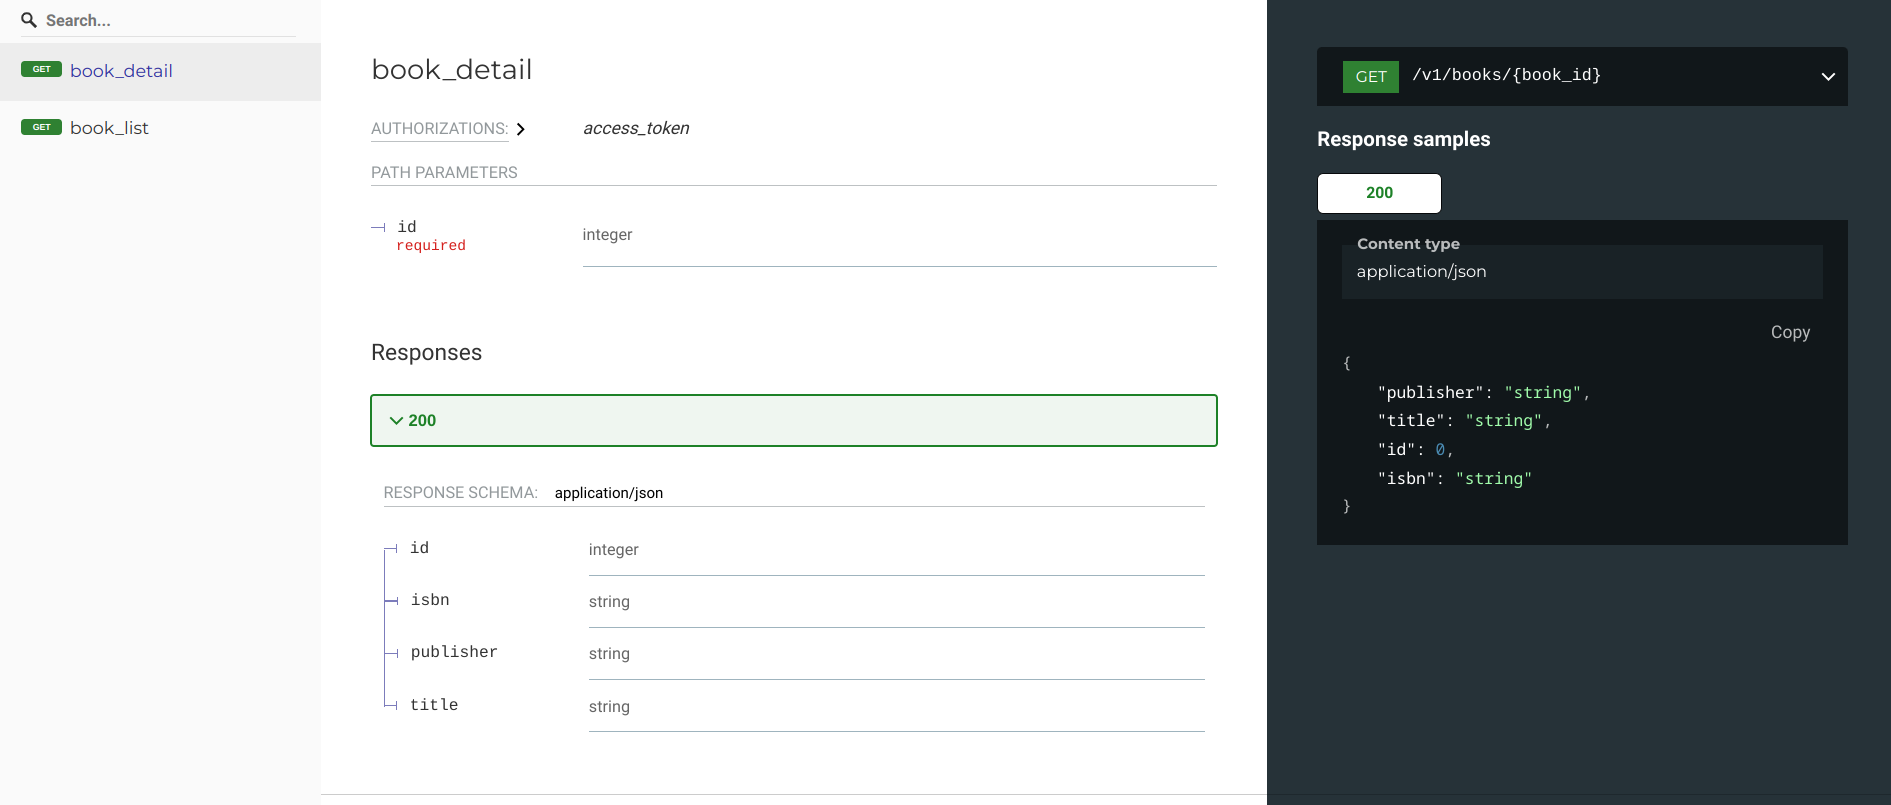 Search...
GET book_detail
GET book_list
book_detail
AUTHORIZATIONS: access_token
PATH PARAMETERS
id integer
required
Responses
200
RESPONSE SCHEMA: application/json
id integer
isbn string
publisher string
title string
GET /v1/books/{book_id}
Response samples
200
Content type
application/json
Copy
{
"publisher": "string",
"title": "string",
"id": 0,
"isbn": "string"
}